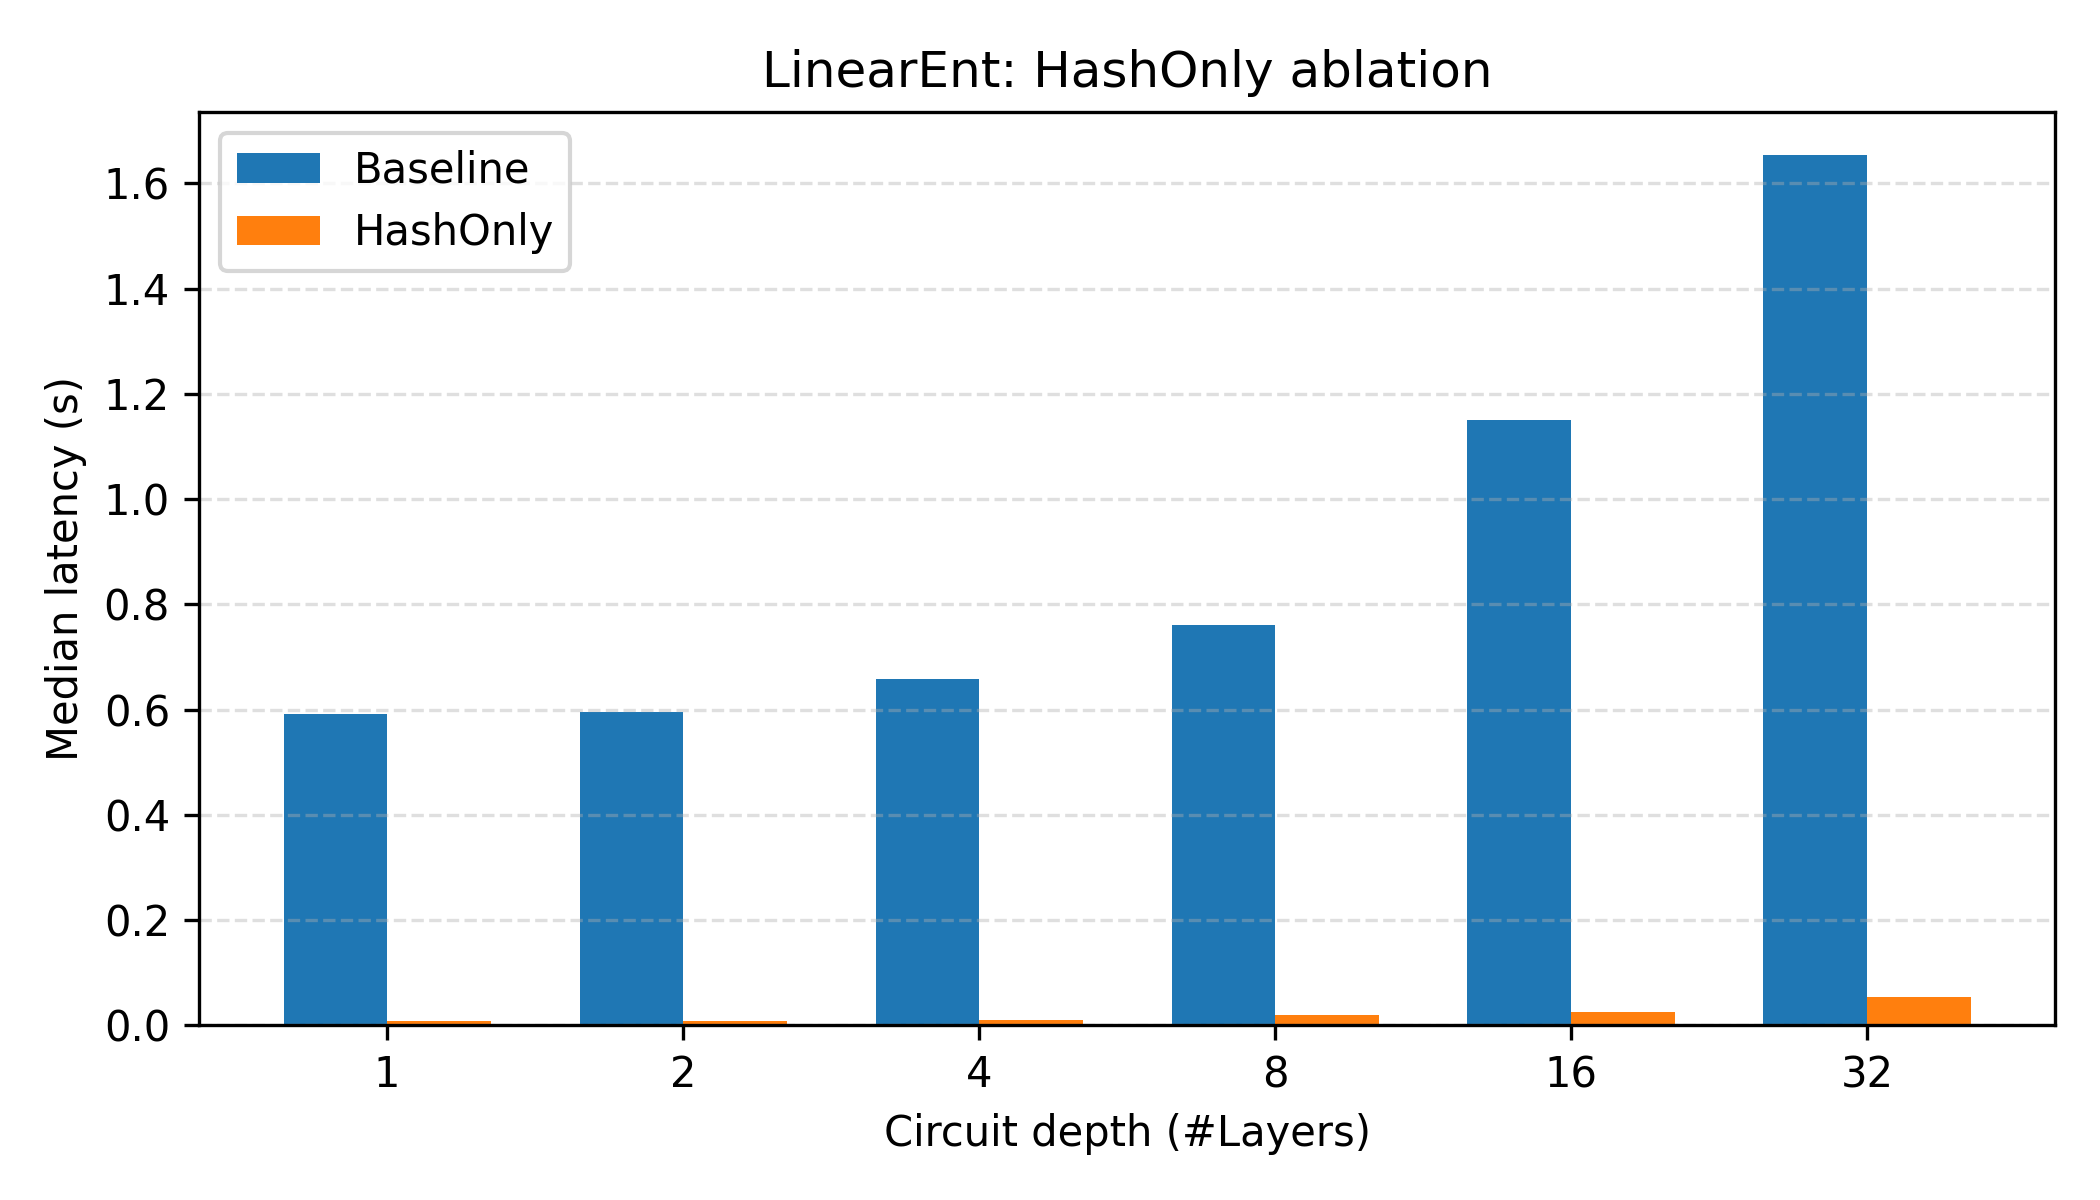 LinearEnt: HashOnly ablation
Baseline
HashOnly
1.6
1.4
1.2
1.0
0.8
0.6
0.4
0.2
0.0
Median latency (s)
1 2 4 8 16 32
Circuit depth (#Layers)